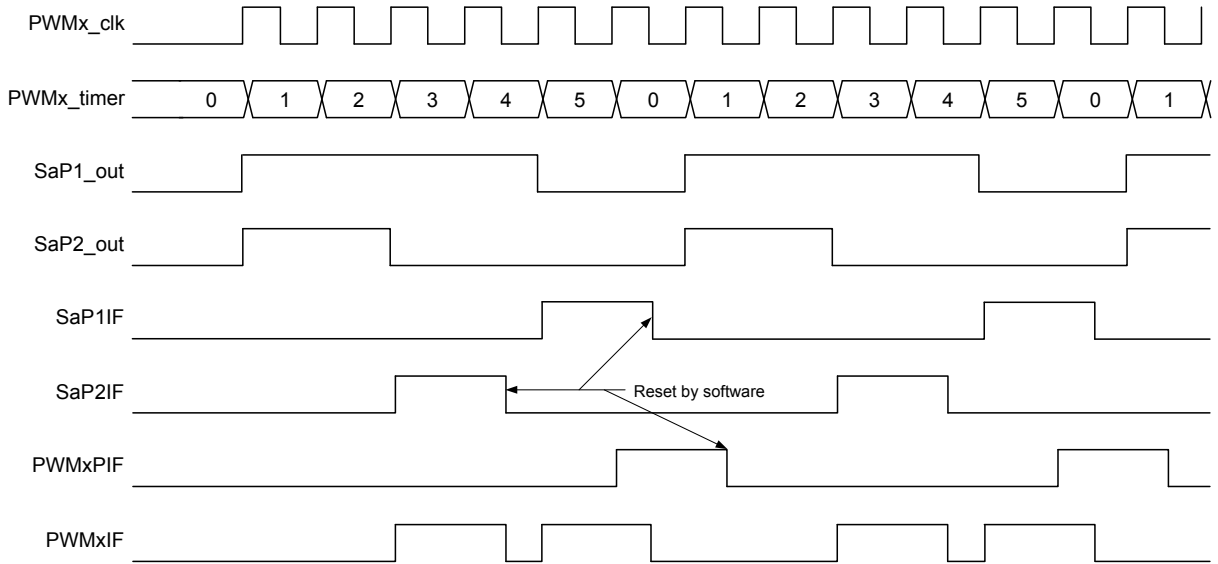 PWMx_clk
PWMx_timer 0 1 2 3 4 5 0 1 2 3 4 5 0 1
SaP1_out
SaP2_out
SaP1IF
SaP2IF Reset by software
PWMxPIF
PWMxIF